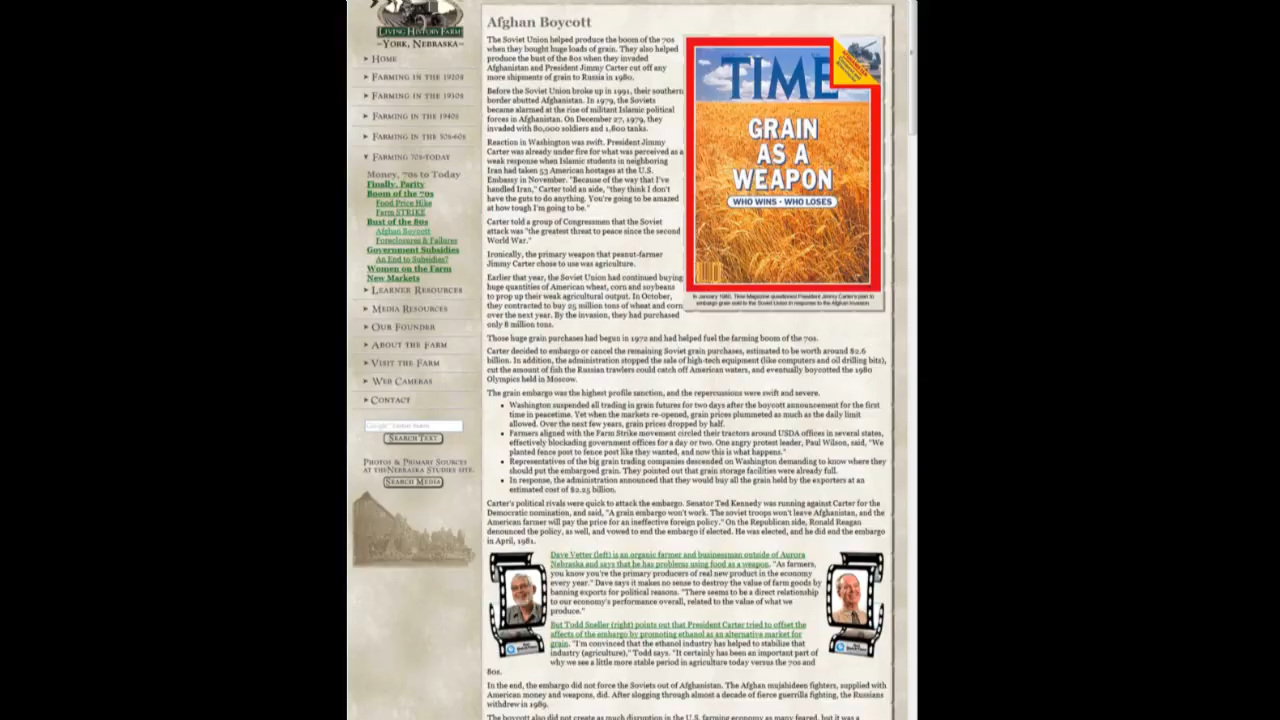 LIVING HISTORY FARM
~YORK, NEBRASKA~
HOME
FARMING IN THE 1920S
FARMING IN THE 1930S
FARMING IN THE 1940S
FARMING IN THE 50S-60S
FARMING 70S-TODAY
Money, 70s to Today
Finally, Parity
Boom of the 70s
Food Price Hike
Farm STRIKE
Bust of the 80s
Afghan Boycott
Foreclosures & Failures
Government Subsidies
An End to Subsidies?
Women on the Farm
New Markets
LEARNER RESOURCES
MEDIA RESOURCES
OUR FOUNDER
ABOUT THE FARM
VISIT THE FARM
WEB CAMERAS
CONTACT
SEARCH TEXT
PHOTOS & PRIMARY SOURCES
AT THE NEBRASKA STUDIES SITE.
SEARCH MEDIA
Afghan Boycott
The Soviet Union helped produce the boom of the 70s
when they bought huge loads of grain. They also helped
produce the bust of the 80s when they invaded
Afghanistan and President Jimmy Carter cut off any
more shipments of grain to Russia in 1980.
Before the Soviet Union broke up in 1991, their southern
border abutted Afghanistan. In 1979, the Soviets
became alarmed at the rise of militant Islamic political
forces in Afghanistan. On December 27, 1979, they
invaded with 80,000 soldiers and 1,800 tanks.
Reaction in Washington was swift. President Jimmy
Carter was already under fire for what was perceived as a
weak response when Islamic students in neighboring
Iran had taken 53 American hostages at the U.S.
Embassy in November. "Because of the way that I've
handled Iran," Carter told an aide, "they think I don't
have the guts to do anything. You're going to be amazed
at how tough I'm going to be."
Carter told a group of Congressmen that the Soviet
attack was "the greatest threat to peace since the second
World War."
Ironically, the primary weapon that peanut-farmer
Jimmy Carter chose to use was agriculture.
Earlier that year, the Soviet Union had continued buying
huge quantities of American wheat, corn and soybeans
to prop up their weak agricultural output. In October,
they contracted to buy 25 million tons of wheat and corn
over the next year. By the invasion, they had purchased
only 8 million tons.
TIME
GRAIN
AS A
WEAPON
WHO WINS · WHO LOSES
In January 1980, Time Magazine questioned President Jimmy Carter's plan to
embargo grain sold to the Soviet Union in response to the Afghan invasion
Those huge grain purchases had begun in 1972 and had helped fuel the farming boom of the 70s.
Carter decided to embargo or cancel the remaining Soviet grain purchases, estimated to be worth around $2.6
billion. In addition, the administration stopped the sale of high-tech equipment (like computers and oil drilling bits),
cut the amount of fish the Russian trawlers could catch off American waters, and eventually boycotted the 1980
Olympics held in Moscow.
The grain embargo was the highest profile sanction, and the repercussions were swift and severe.
• Washington suspended all trading in grain futures for two days after the boycott announcement for the first
time in peacetime. Yet when the markets re-opened, grain prices plummeted as much as the daily limit
allowed. Over the next few years, grain prices dropped by half.
• Farmers aligned with the Farm Strike movement circled their tractors around USDA offices in several states,
effectively blockading government offices for a day or two. One angry protest leader, Paul Wilson, said, "We
planted fence post to fence post like they wanted, and now this is what happens."
• Representatives of the big grain trading companies descended on Washington demanding to know where they
should put the embargoed grain. They pointed out that grain storage facilities were already full.
• In response, the administration announced that they would buy all the grain held by the exporters at an
estimated cost of $2.25 billion.
Carter's political rivals were quick to attack the embargo. Senator Ted Kennedy was running against Carter for the
Democratic nomination, and said, "A grain embargo won't work. The soviet troops won't leave Afghanistan, and the
American farmer will pay the price for an ineffective foreign policy." On the Republican side, Ronald Reagan
denounced the policy, as well, and vowed to end the embargo if elected. He was elected, and he did end the embargo
in April, 1981.
Dave Vetter (left) is an organic farmer and businessman outside of Aurora
Nebraska and says that he has problems using food as a weapon. "As farmers,
you know you're the primary producers of real new product in the economy
every year." Dave says it makes no sense to destroy the value of farm goods by
banning exports for political reasons. "There seems to be a direct relationship
to our economy's performance overall, related to the value of what we
produce."
But Todd Sneller (right) points out that President Carter tried to offset the
affects of the embargo by promoting ethanol as an alternative market for
grain. "I'm convinced that the ethanol industry has helped to stabilize that
industry (agriculture)," Todd says. "It certainly has been an important part of
why we see a little more stable period in agriculture today versus the 70s and
80s.
In the end, the embargo did not force the Soviets out of Afghanistan. The Afghan mujahideen fighters, supplied with
American money and weapons, did. After slogging through almost a decade of fierce guerrilla fighting, the Russians
withdrew in 1989.
The boycott also did not create as much disruption in the U.S. farming economy as many feared, but it was a